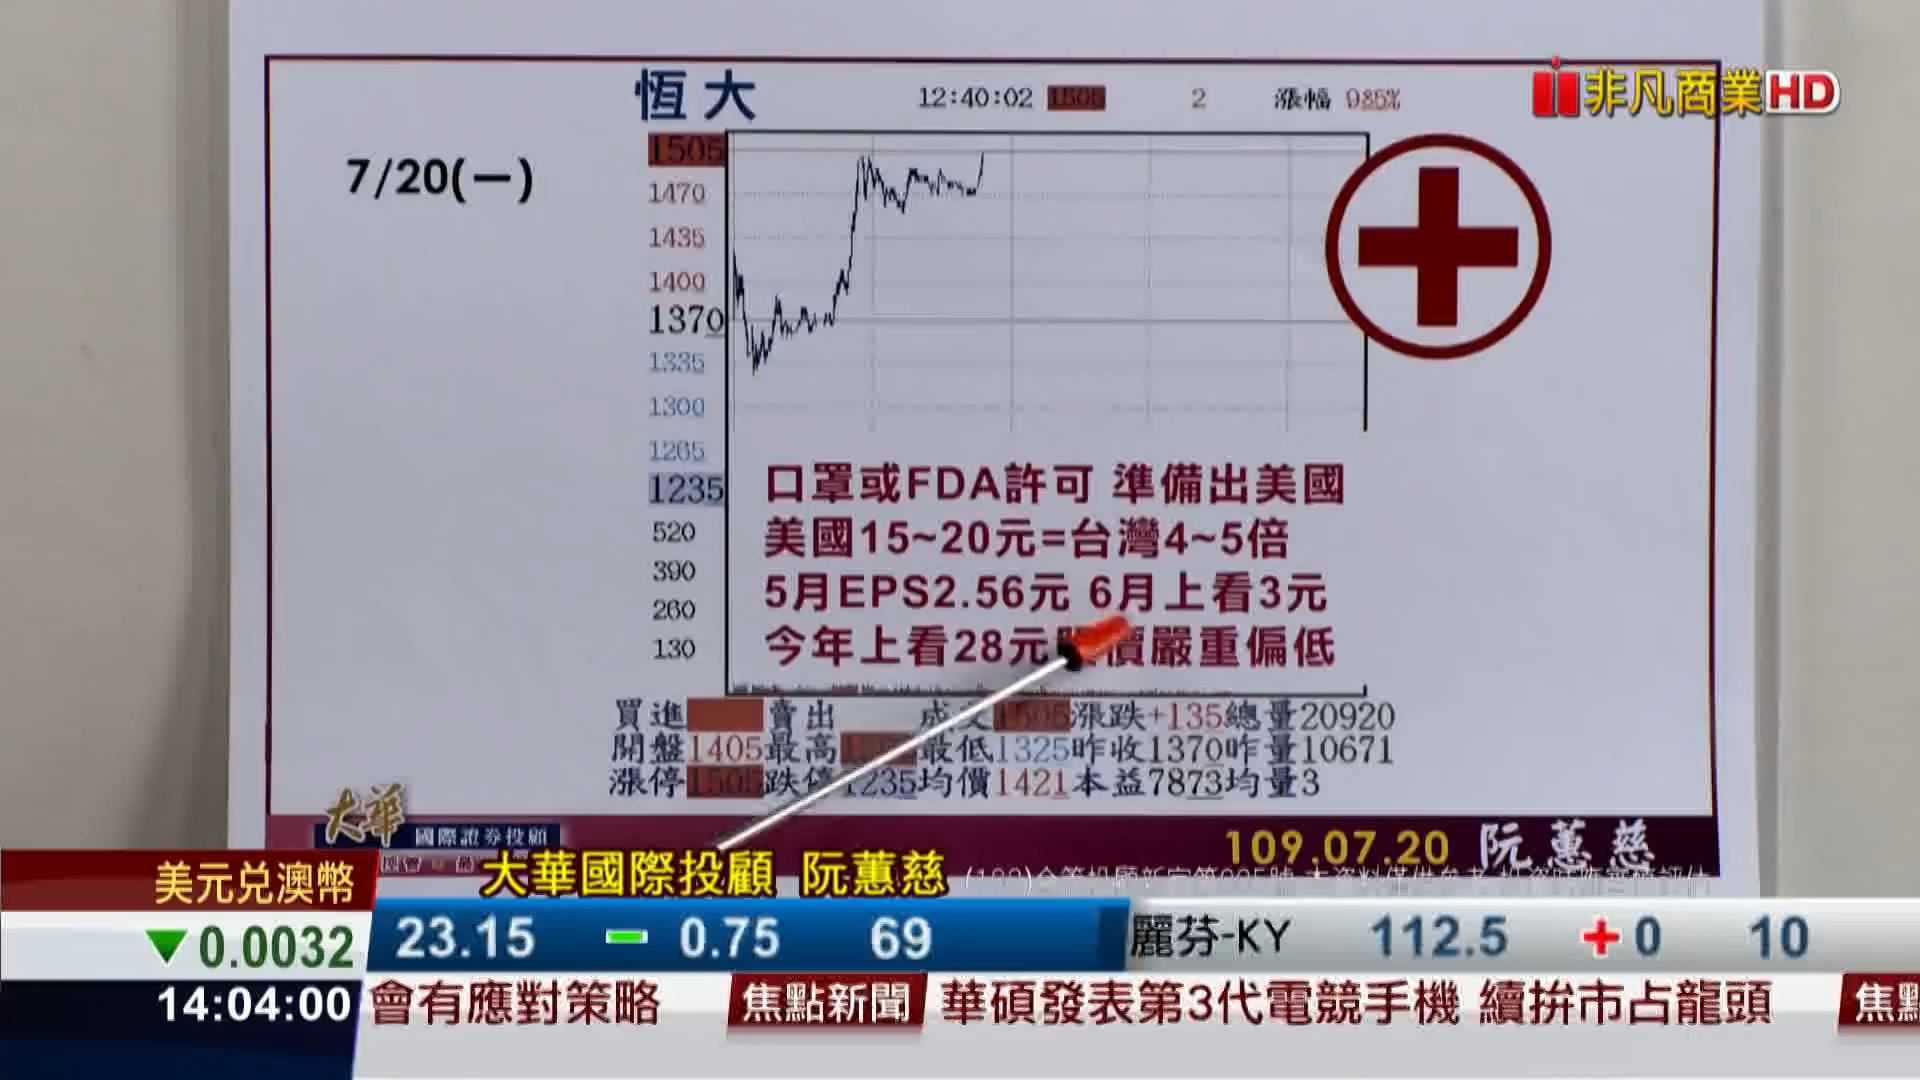 恆大
12:40:02 1505 2 漲幅 9.85%
非凡商業HD
7/20(一)
1505
1470
1435
1400
1370
1335
1300
1265
1235
520
390
260
130
口罩或FDA許可 準備出美國
美國15~20元=台灣4~5倍
5月EPS2.56元 6月上看3元
今年上看28元 價嚴重偏低
買進 賣出 成交1505漲跌+135總量20920
開盤1405最高 最低1325昨收1370昨量10671
漲停1505跌停1235均價1421本益7873均量3
大華 國際證券投顧
109.07.20 阮蕙慈
大華國際投顧 阮蕙慈
美元兌澳幣
▼0.0032
23.15 - 0.75 69 麗芬-KY 112.5 +0 10
14:04:00 會有應對策略 焦點新聞 華碩發表第3代電競手機 續拚市占龍頭 焦點